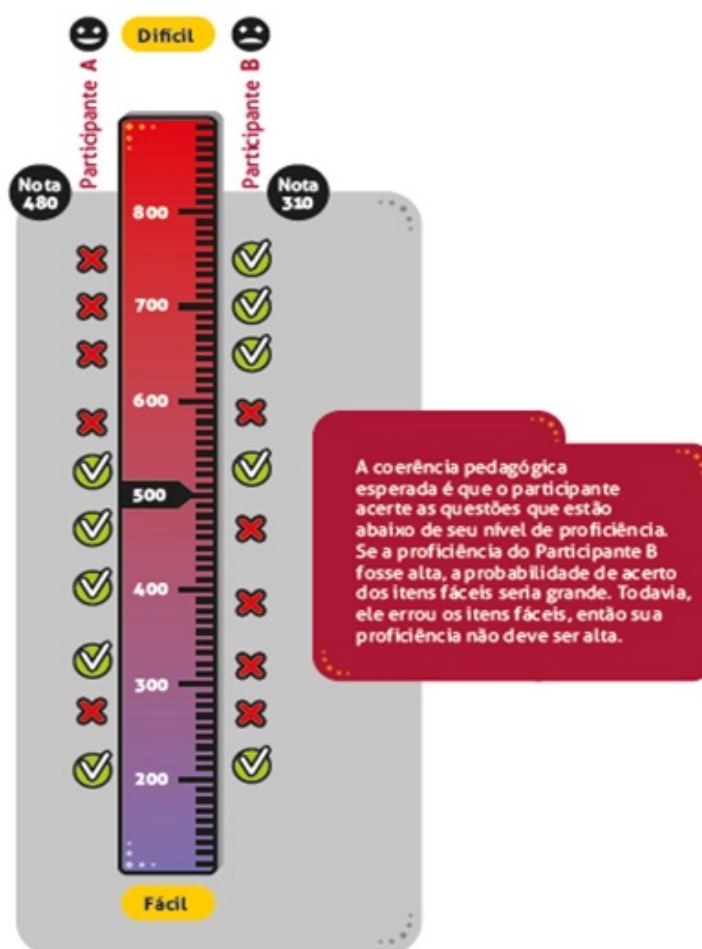 Difícil
Participante A
Participante B
Nota
480
Nota
310
800
700
600
500
400
300
200
A coerência pedagógica
esperada é que o participante
acerte as questões que estão
abaixo de seu nível de proficiência.
Se a proficiência do Participante B
fosse alta, a probabilidade de acerto
dos itens fáceis seria grande. Todavia,
ele errou os itens fáceis, então sua
proficiência não deve ser alta.
Fácil